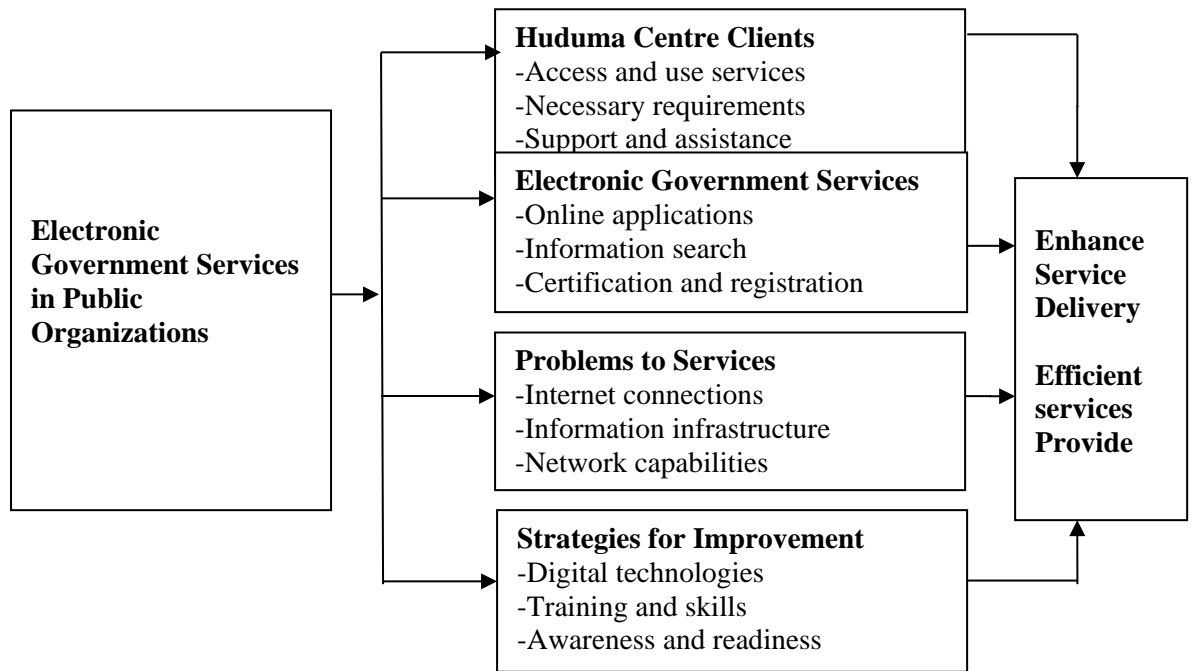 Electronic
Government Services
in Public
Organizations
Huduma Centre Clients
-Access and use services
-Necessary requirements
-Support and assistance
Electronic Government Services
-Online applications
-Information search
-Certification and registration
Problems to Services
-Internet connections
-Information infrastructure
-Network capabilities
Strategies for Improvement
-Digital technologies
-Training and skills
-Awareness and readiness
Enhance
Service
Delivery
Efficient
services
Provide